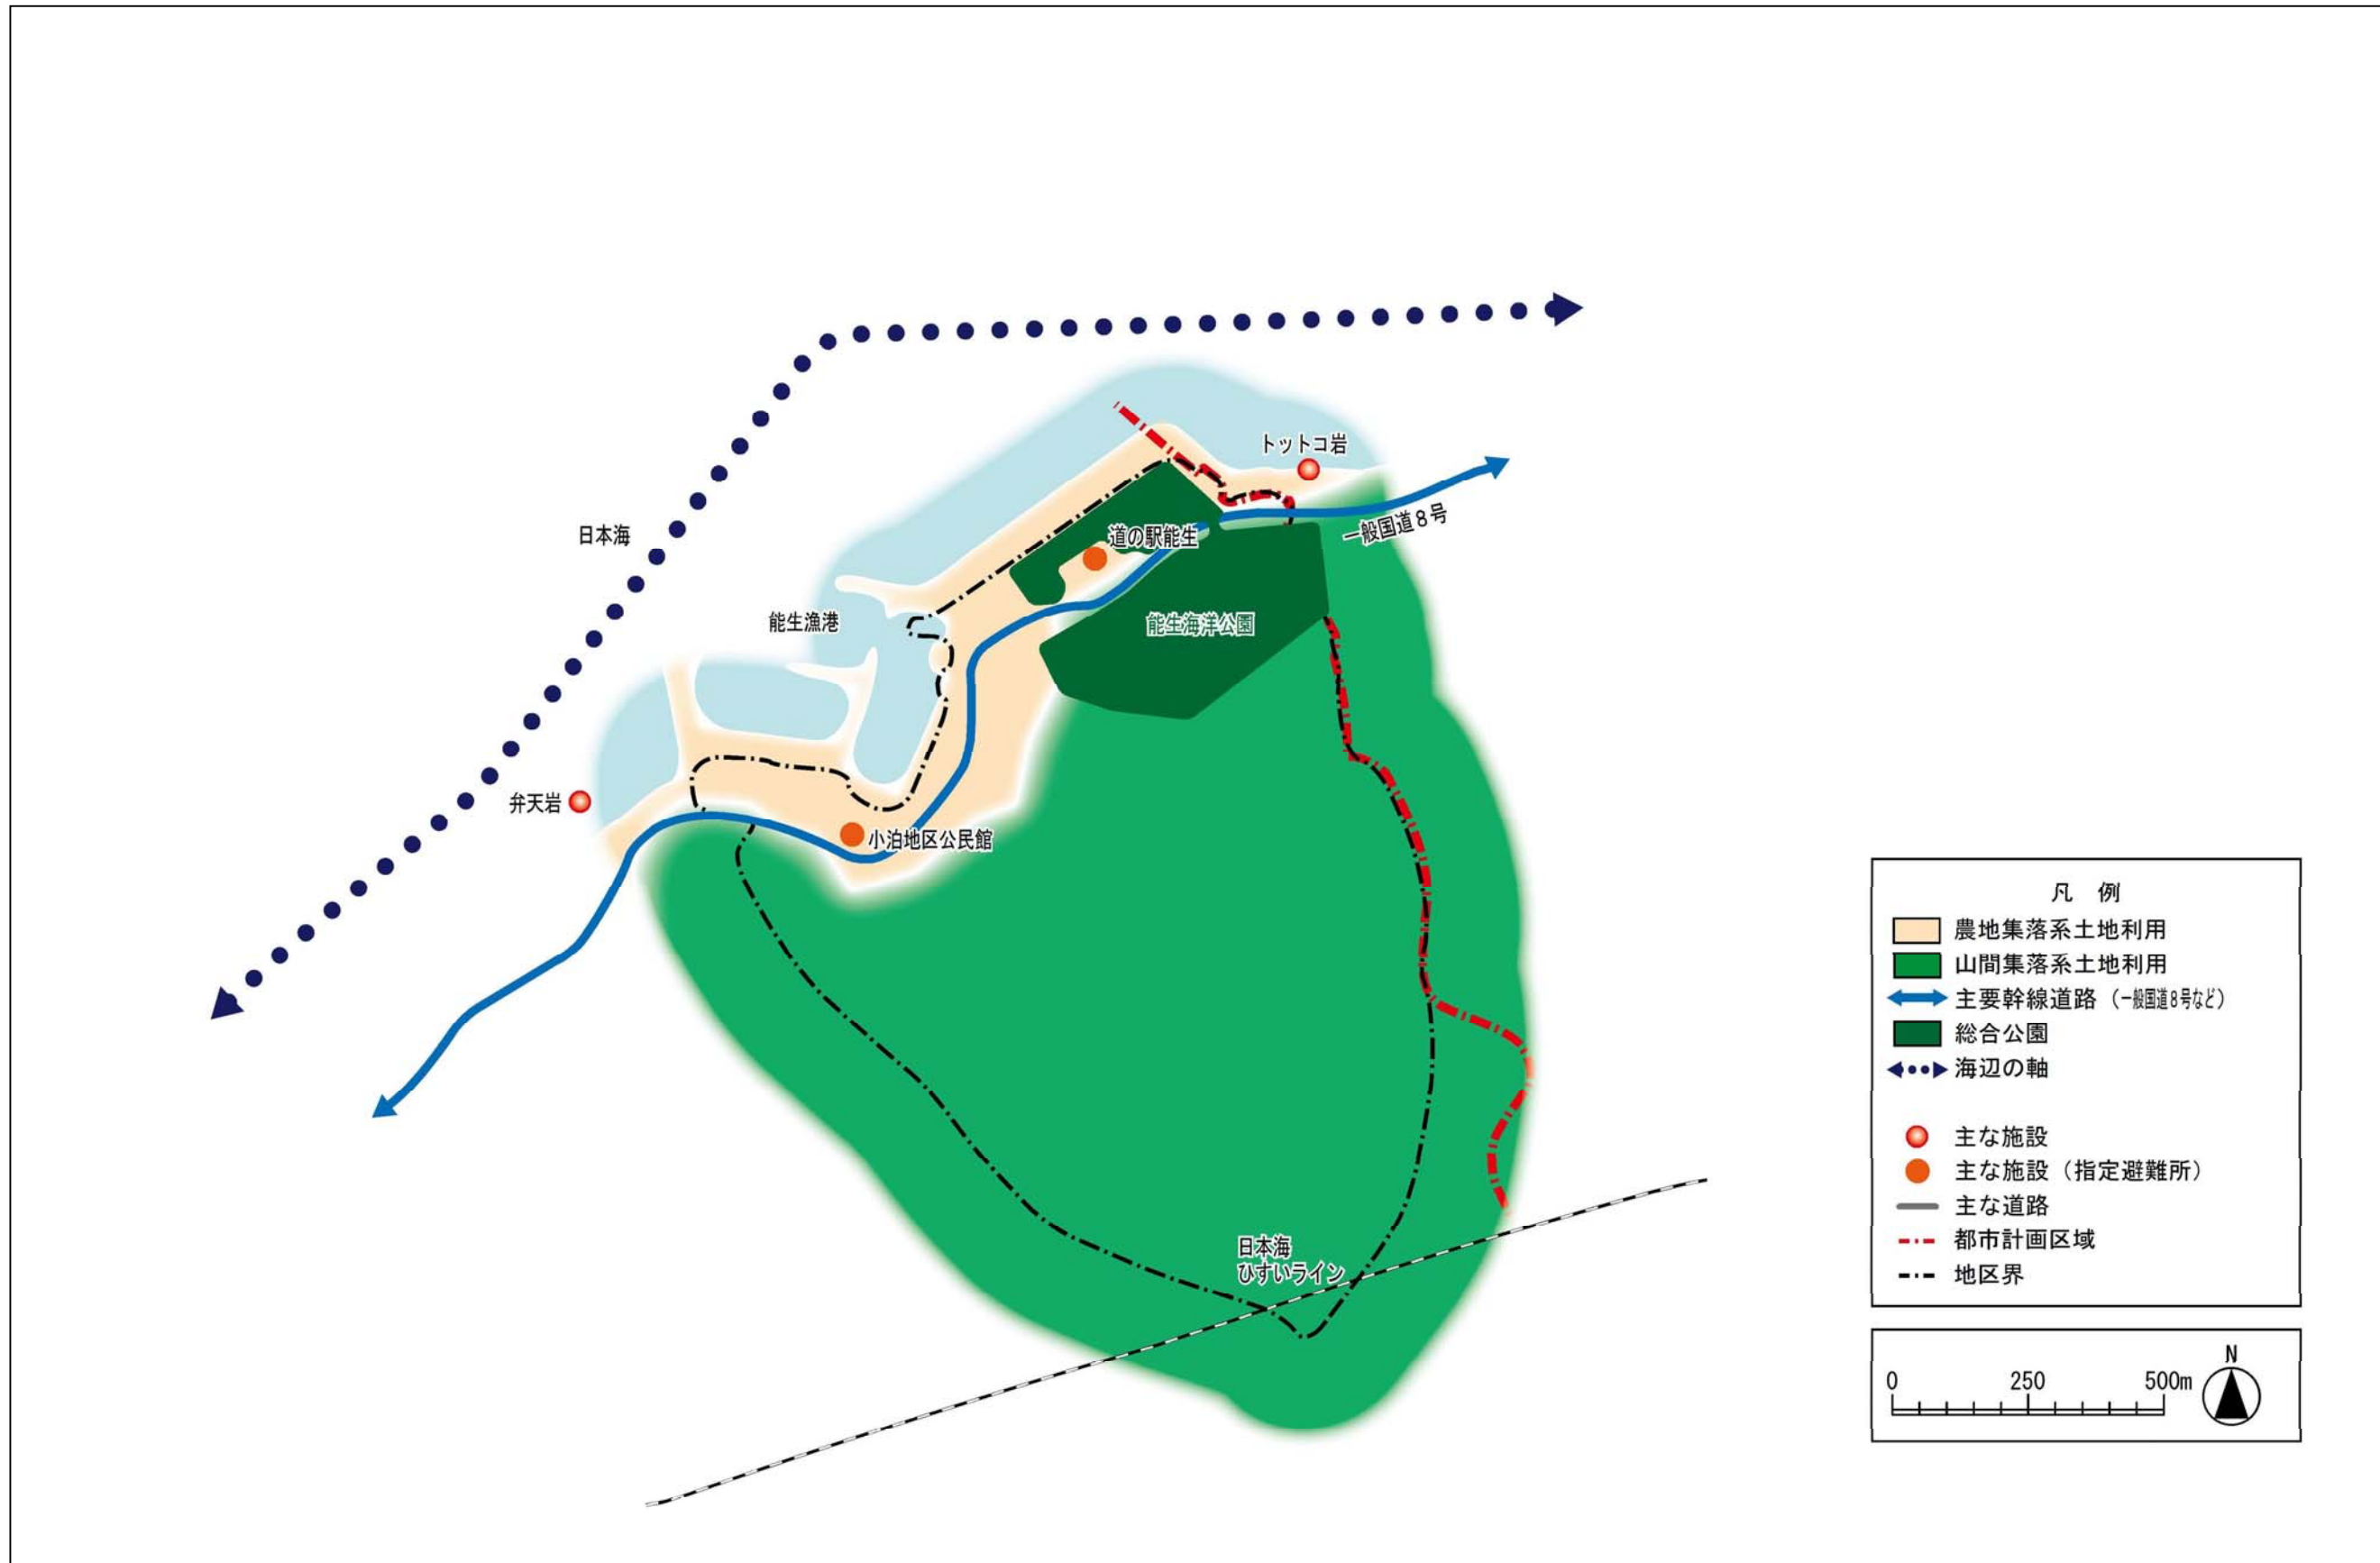 トットコ岩
一般国道８号
日本海
道の駅能生
能生漁港
能生海洋公園
弁天岩
小泊地区公民館
日本海
ひすいライン
凡　例
農地集落系土地利用
山間集落系土地利用
主要幹線道路（一般国道8号など）
総合公園
海辺の軸
主な施設
主な施設（指定避難所）
主な道路
都市計画区域
地区界
N
0 250 500m